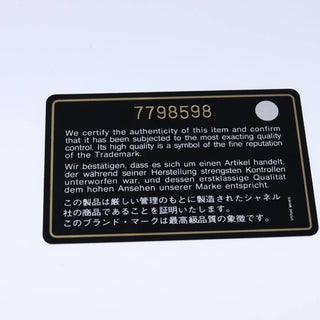 7798598
We certify the authenticity of this item and confirm
that it has been subjected to the most exacting quality
control. Its high quality is a symbol of the fine reputation
of the Trademark.
Wir bestätigen, dass es sich um einen Artikel handelt,
der während seiner Herstellung strengsten Kontrollen
unterworfen war, und dessen erstklassige Qualität
dem hohen Ansehen unserer Marke entspricht.
この製品は厳しい管理のもとに製造されたシャネル
社の商品であることを証明いたします。
このブランド・マークは最高級品質の象徴です。